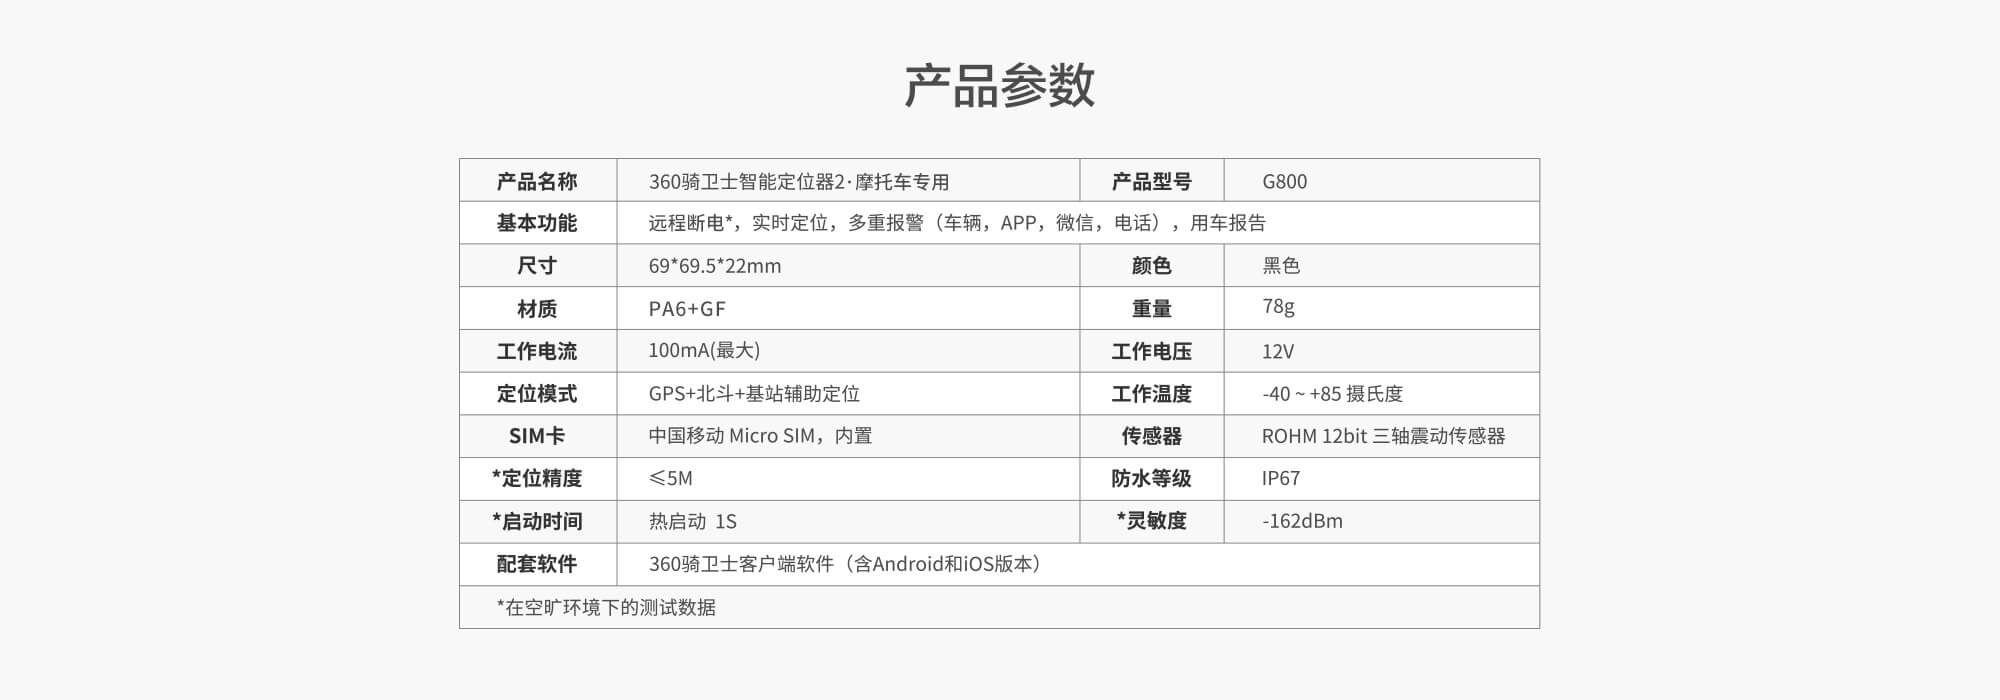 产品参数
产品名称 360骑卫士智能定位器2·摩托车专用 产品型号 G800
基本功能 远程断电*，实时定位，多重报警（车辆，APP，微信，电话），用车报告
尺寸 69*69.5*22mm 颜色 黑色
材质 PA6+GF 重量 78g
工作电流 100mA(最大) 工作电压 12V
定位模式 GPS+北斗+基站辅助定位 工作温度 -40 ~ +85 摄氏度
SIM卡 中国移动 Micro SIM，内置 传感器 ROHM 12bit 三轴震动传感器
*定位精度 ≤5M 防水等级 IP67
*启动时间 热启动 1S *灵敏度 -162dBm
配套软件 360骑卫士客户端软件（含Android和iOS版本）
*在空旷环境下的测试数据